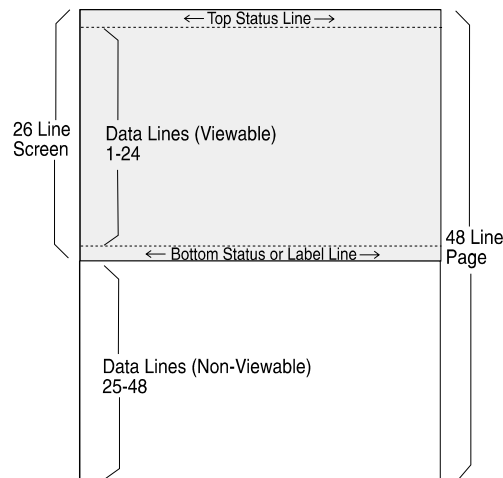 Top Status Line
26 Line
Screen
Data Lines (Viewable)
1-24
48 Line
Page
Bottom Status or Label Line
Data Lines (Non-Viewable)
25-48